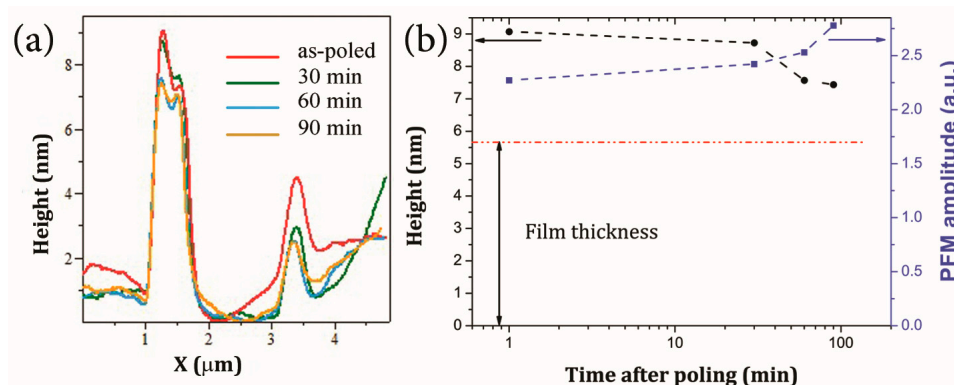 (a)
as-poled
30 min
60 min
90 min
8
6
4
2
Height (nm)
1
2
3
4
X (μm)
(b)
9
8
7
6
5
4
3
2
1
0
Height (nm)
Film thickness
1
10
100
Time after poling (min)
2.5
2.0
1.5
1.0
0.5
0.0
PFM amplitude (a.u.)